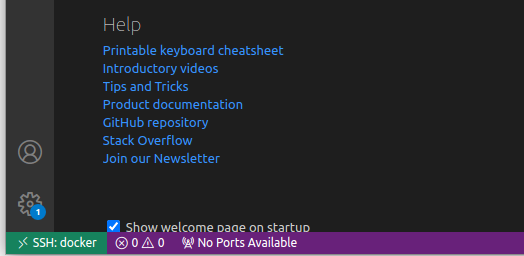 Help
Printable keyboard cheatsheet
Introductory videos
Tips and Tricks
Product documentation
GitHub repository
Stack Overflow
Join our Newsletter
Show welcome page on startup
1
SSH: docker 0 0 No Ports Available